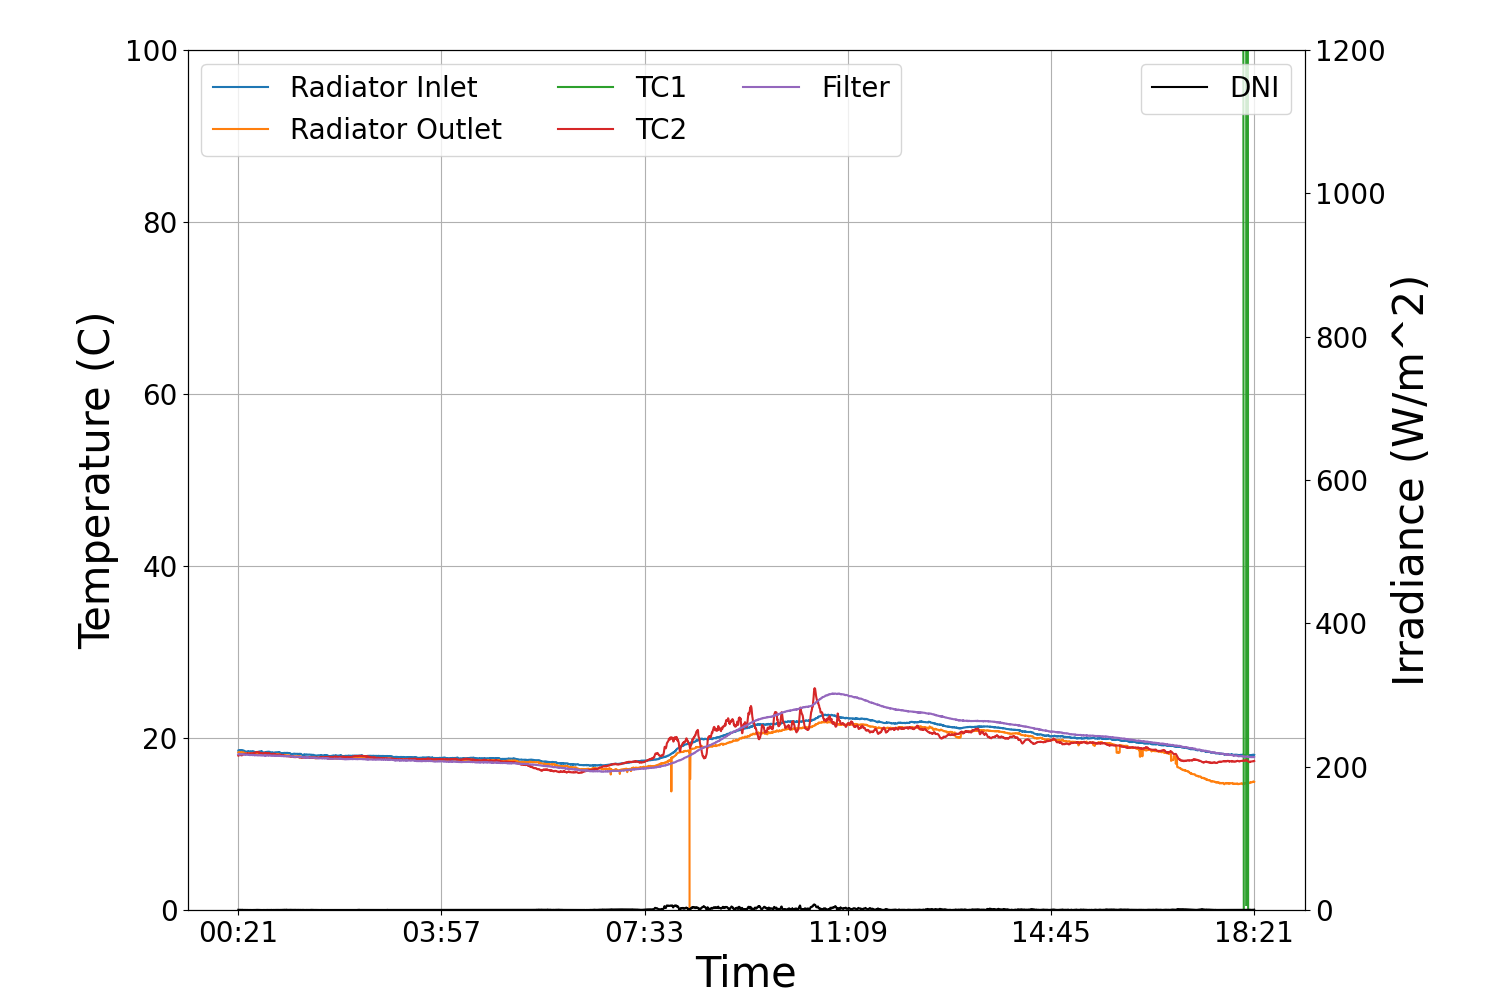 100
80
60
40
20
0
Temperature (C)
Radiator Inlet
Radiator Outlet
TC1
TC2
Filter
DNI
1200
1000
800
600
400
200
0
Irradiance (W/m^2)
00:21 03:57 07:33 11:09 14:45 18:21
Time